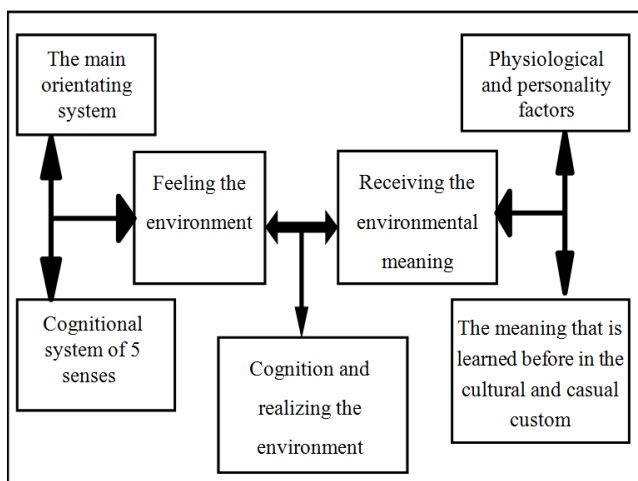 The main
orientating
system
Physiological
and personality
factors
Feeling the
environment
Receiving the
environmental
meaning
Cognitional
system of 5
senses
Cognition and
realizing the
environment
The meaning that is
learned before in the
cultural and casual
custom